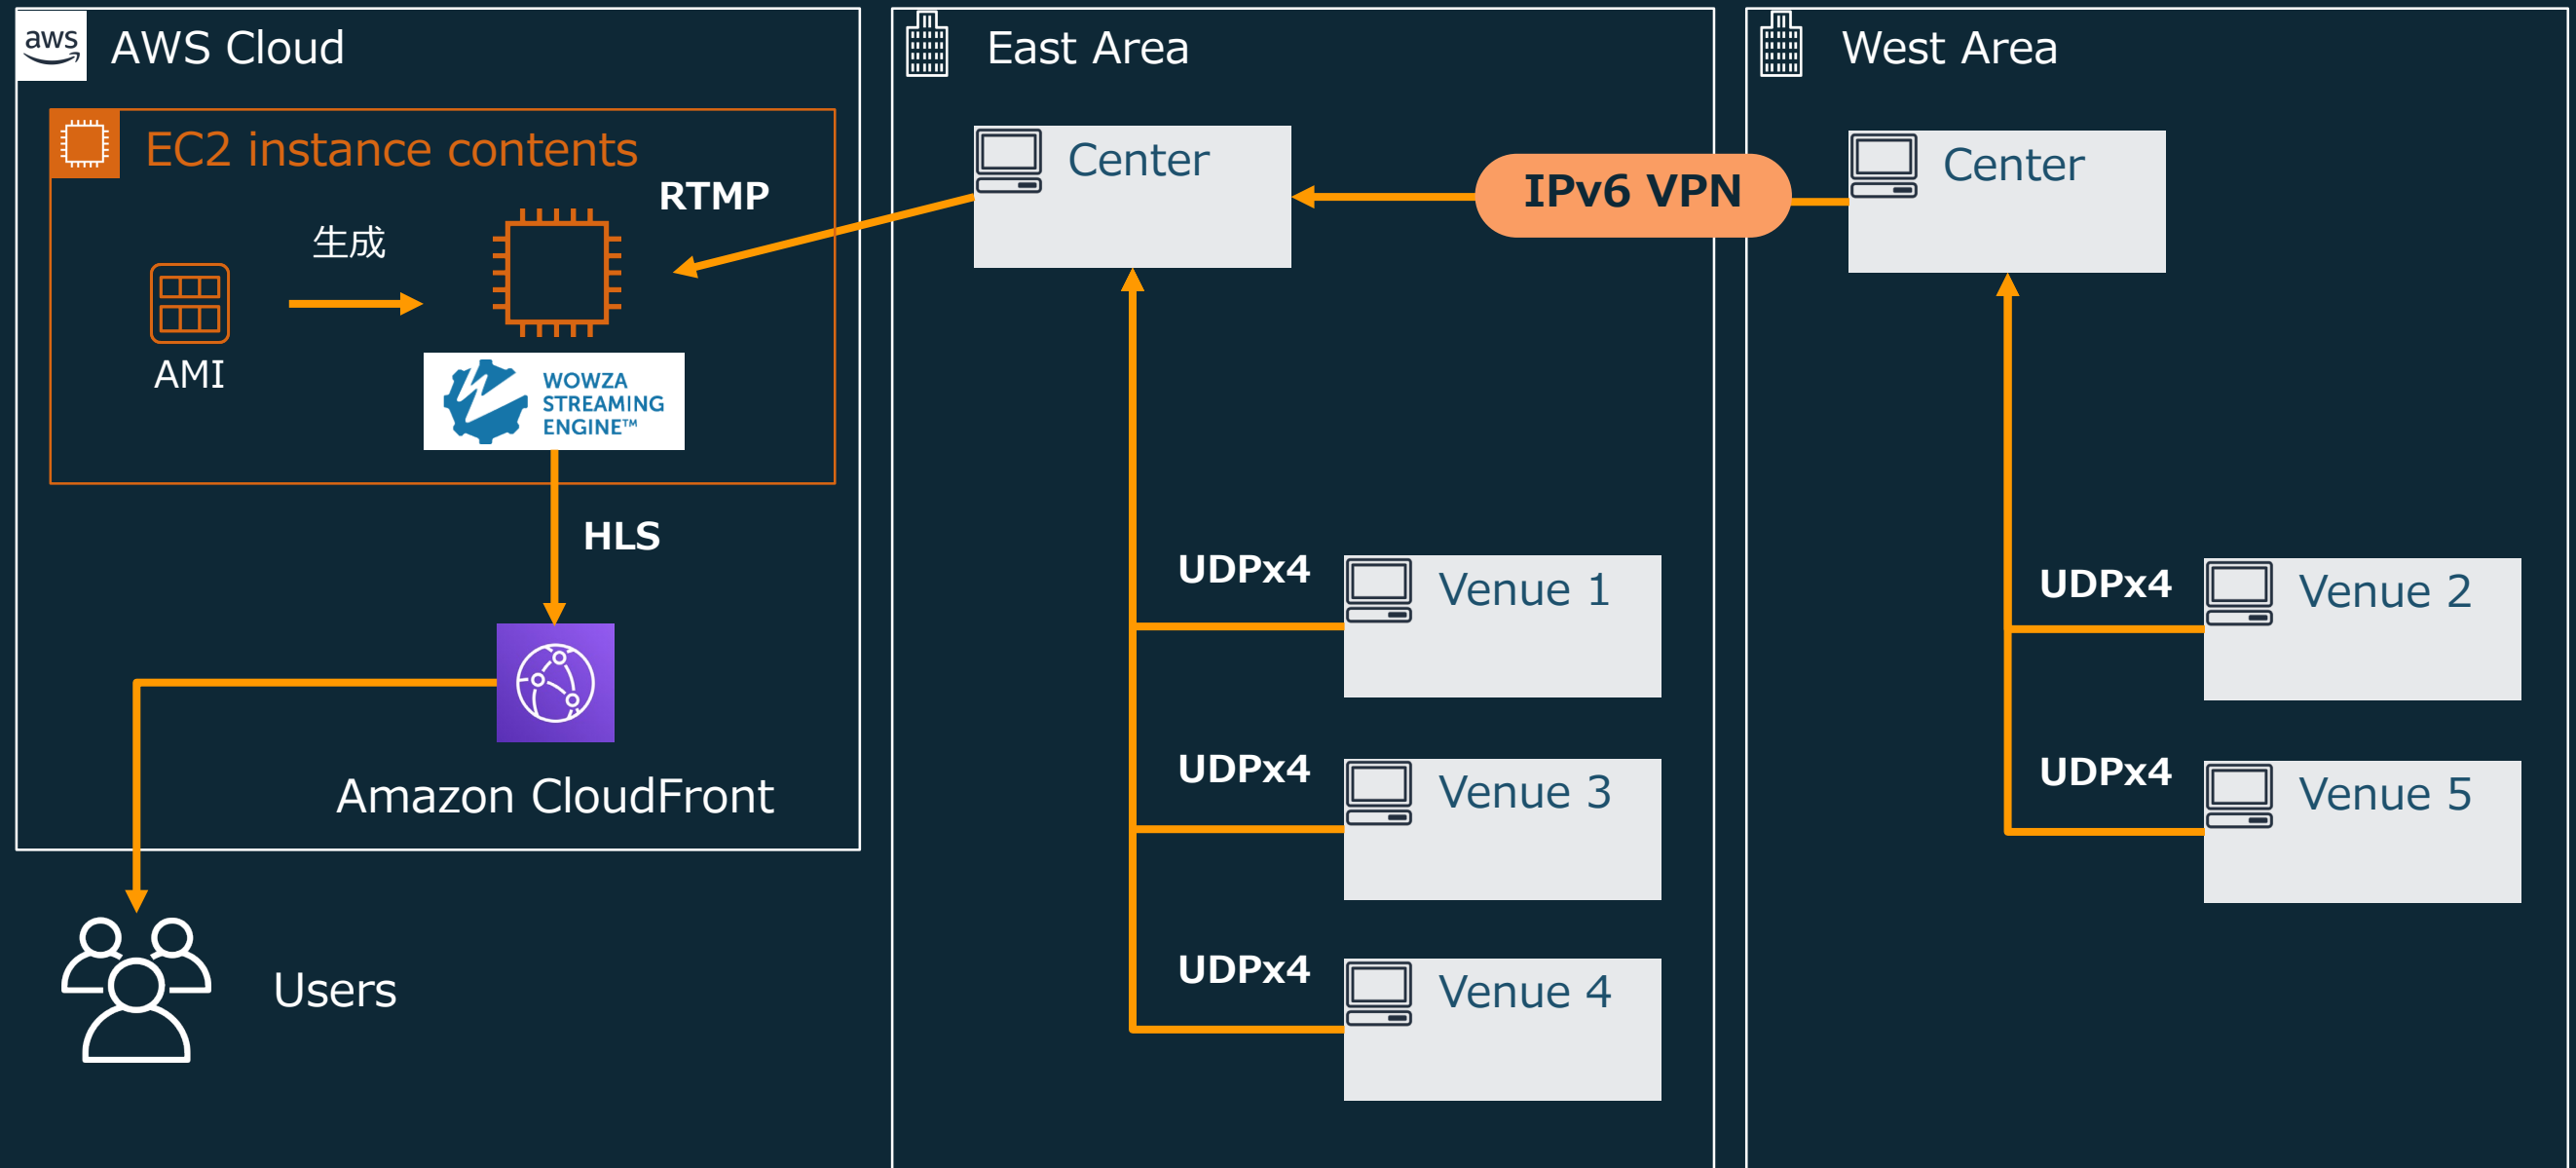 aws
AWS Cloud
EC2 instance contents
RTMP
生成
AMI
WOWZA
STREAMING
ENGINE™
HLS
Amazon CloudFront
Users
East Area
Center
IPv6 VPN
UDPx4
Venue 1
UDPx4
Venue 3
UDPx4
Venue 4
West Area
Center
UDPx4
Venue 2
UDPx4
Venue 5